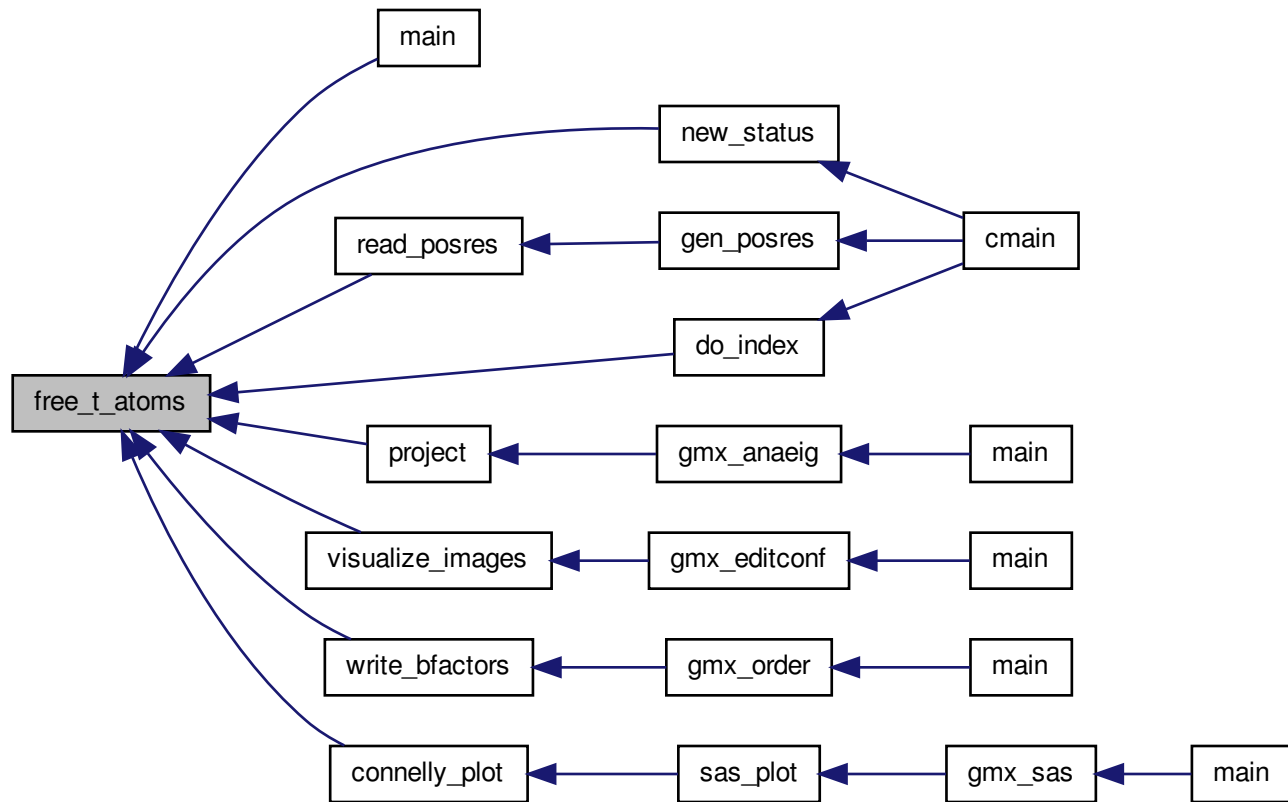 main
new_status
read_posres
gen_posres
cmain
do_index
free_t_atoms
project
gmx_anaeig
main
visualize_images
gmx_editconf
main
write_bfactors
gmx_order
main
connelly_plot
sas_plot
gmx_sas
main